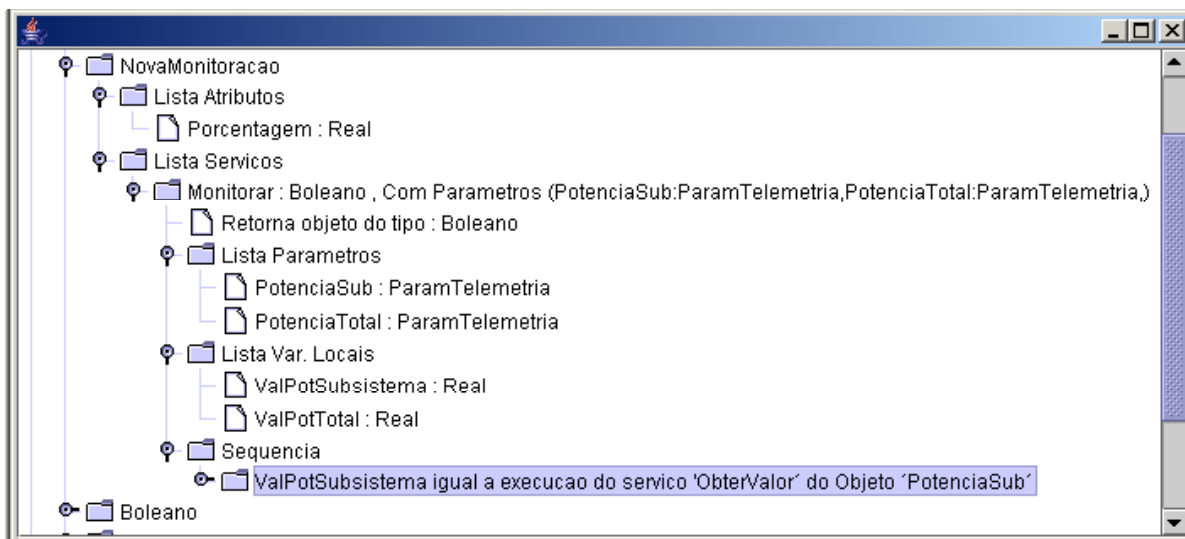 NovaMonitoracao
Lista Atributos
Porcentagem : Real
Lista Servicos
Monitorar : Boleano , Com Parametros (PotenciaSub:ParamTelemetria,PotenciaTotal:ParamTelemetria,)
Retorna objeto do tipo : Boleano
Lista Parametros
PotenciaSub : ParamTelemetria
PotenciaTotal : ParamTelemetria
Lista Var. Locais
ValPotSubsistema : Real
ValPotTotal : Real
Sequencia
ValPotSubsistema igual a execucao do servico 'ObterValor´ do Objeto ´PotenciaSub´
Boleano